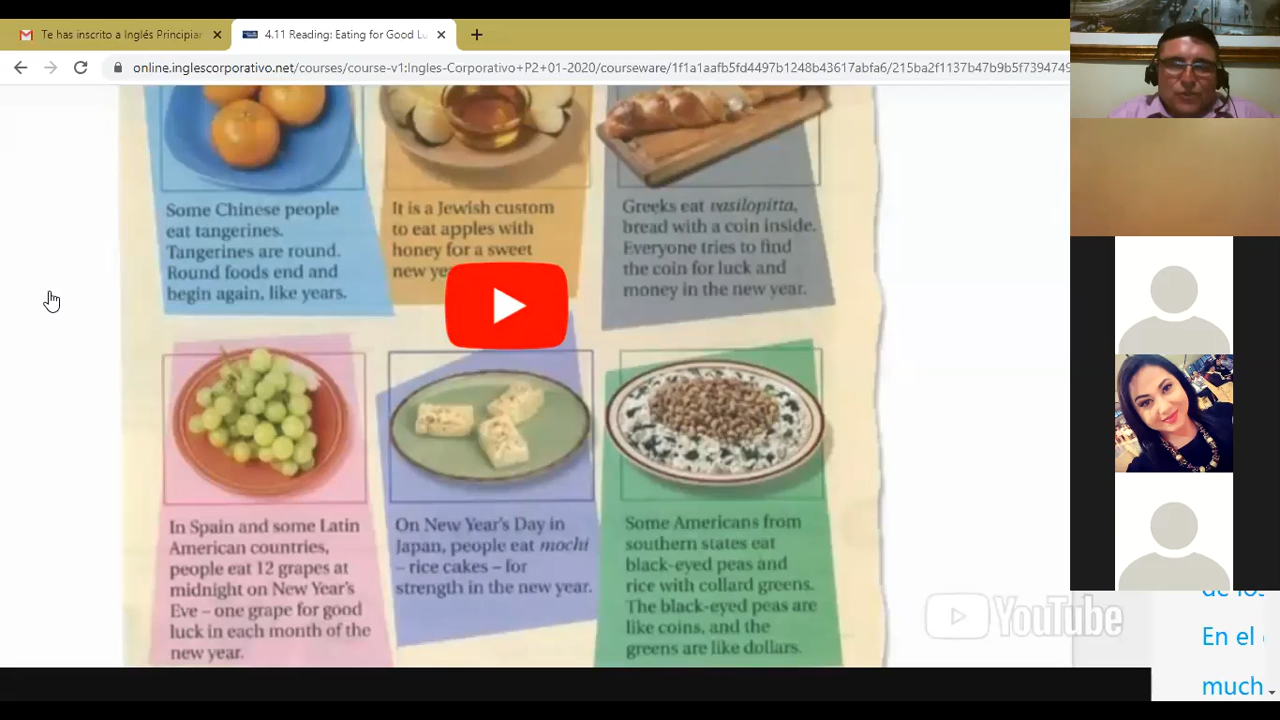 Te has inscrito a Inglés Principian
4.11 Reading: Eating for Good Lu
online.inglescorporativo.net/courses/course-v1:Ingles_Corporativo+P2+01-2020/courseware/1f1a1aafb5fd4497b1248b43617abfa6/215ba2f1137b47b9b5f7394749
Some Chinese people
eat tangerines.
Tangerines are round.
Round foods end and
begin again, like years.
It is a Jewish custom
to eat apples with
honey for a sweet
new
Greeks eat vasilopitta,
bread with a coin inside.
Everyone tries to find
the coin for luck and
money in the new year.
In Spain and some Latin
American countries,
people eat 12 grapes at
midnight on New Year's
Eve – one grape for good
luck in each month of the
new year.
On New Year's Day in
Japan, people eat mochi
– rice cakes – for
strength in the new year.
Some Americans from
southern states eat
black-eyed peas and
rice with collard greens.
The black-eyed peas are
like coins, and the
greens are like dollars.
YouTube
En el
much